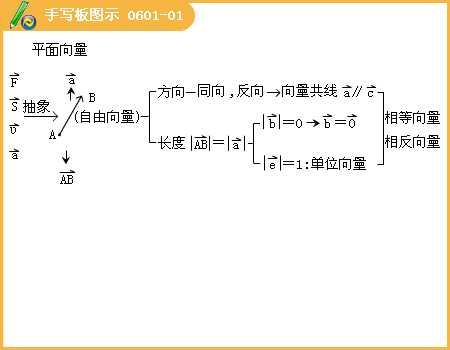 手写板图示 0601-01
平面向量
F⃗
S⃗
υ⃗
a⃗
抽象
a⃗
A
B
AB⃗
(自由向量)
方向—同向,反向→向量共线 a⃗∥c⃗
长度 |AB⃗|=|a⃗|
|b⃗|=0→b⃗=0⃗
|e⃗|=1:单位向量
相等向量
相反向量